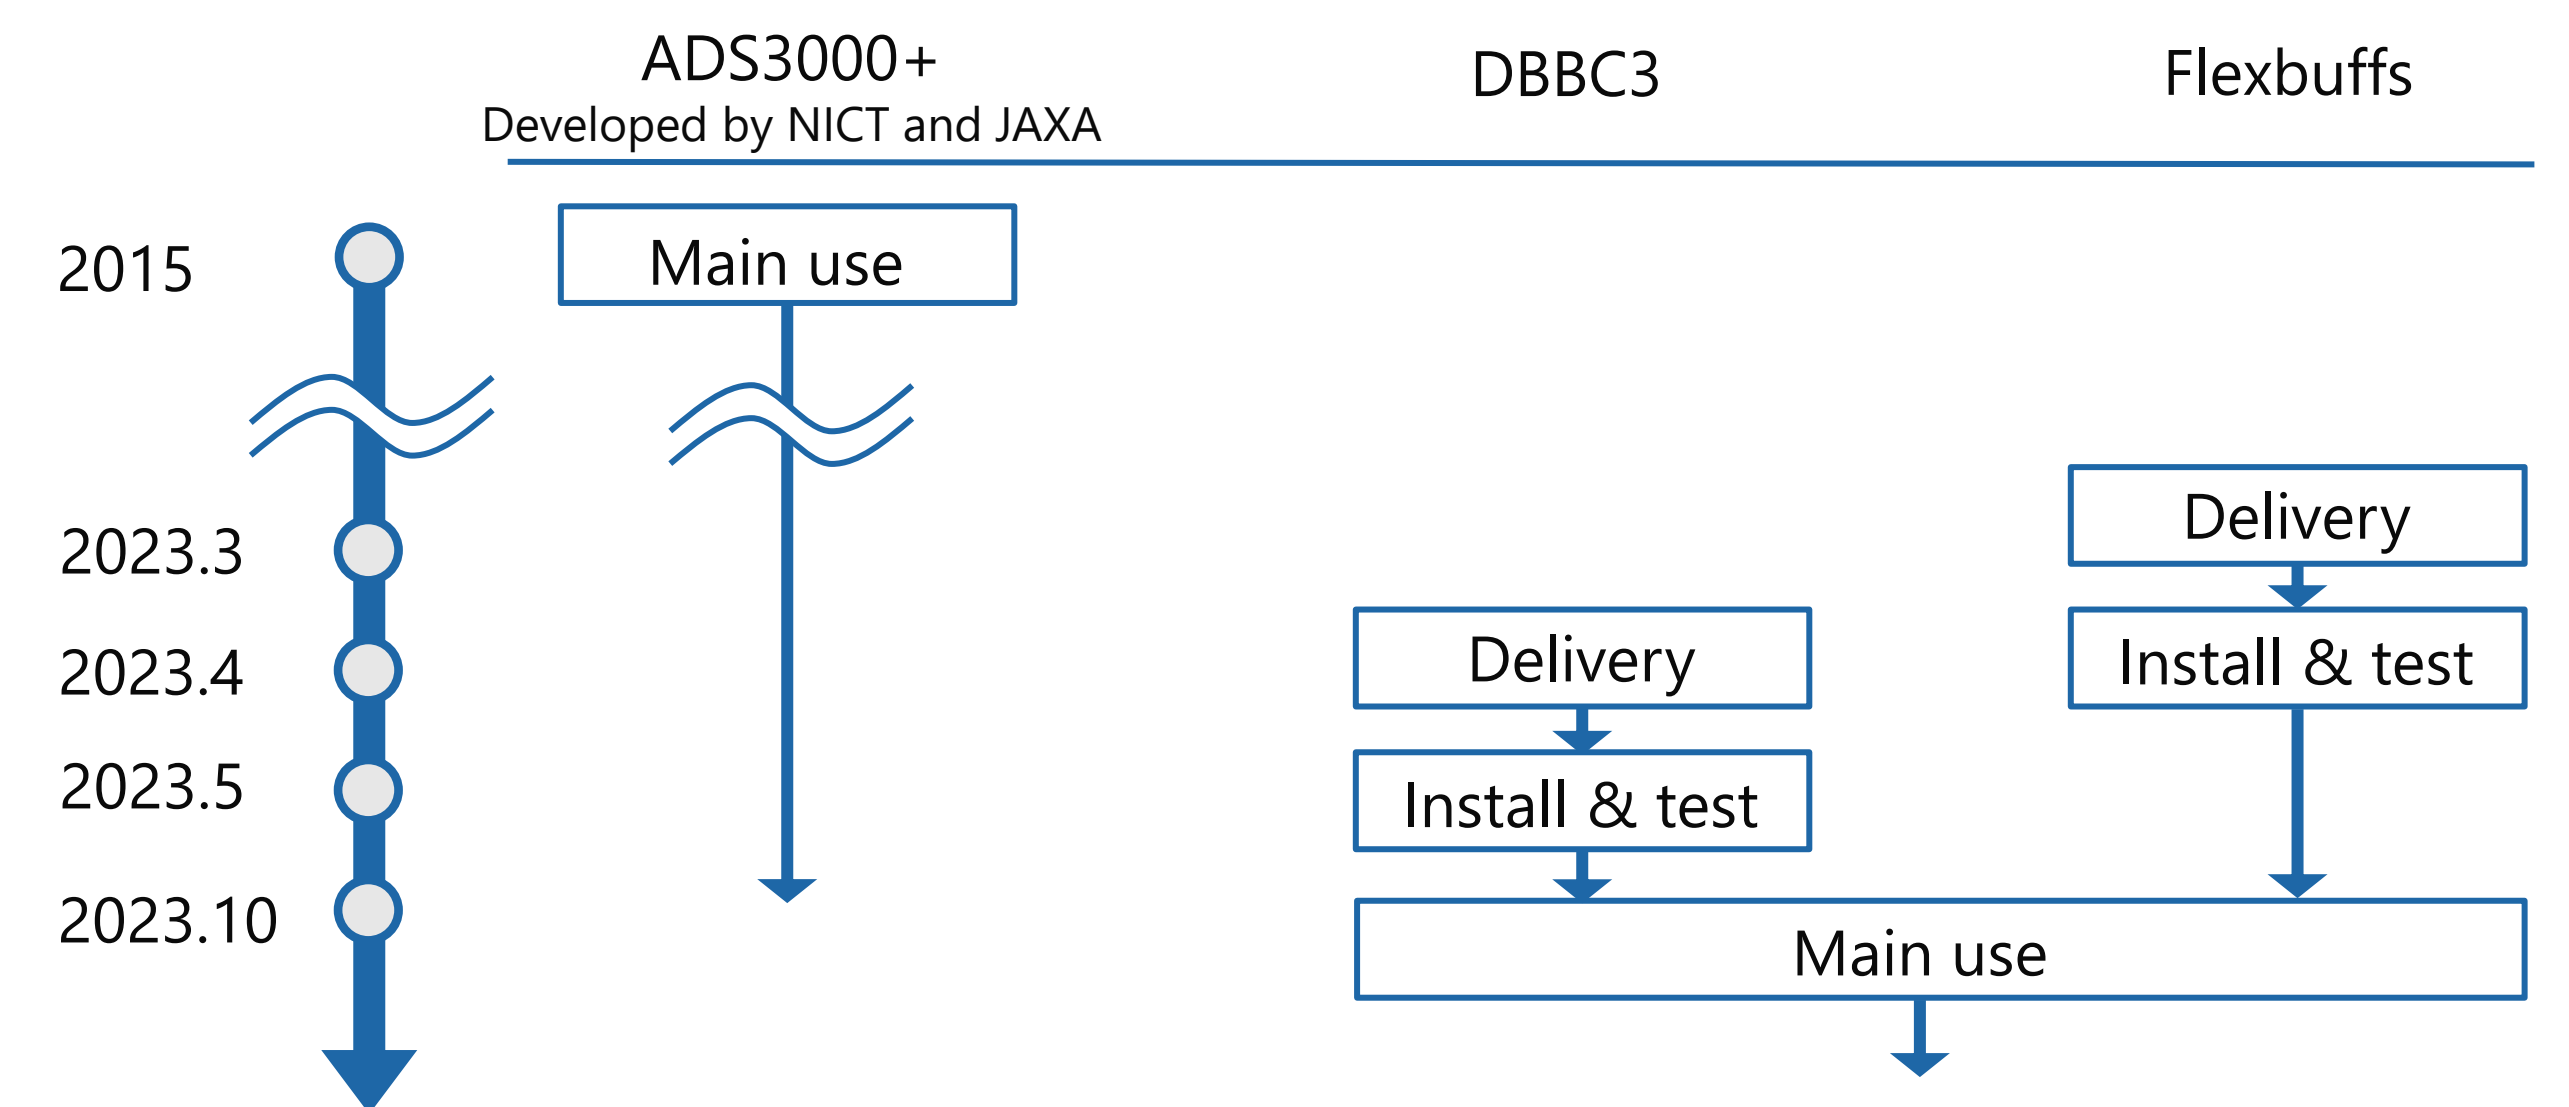 ADS3000+
Developed by NICT and JAXA
DBBC3
Flexbuffs
2015
Main use
2023.3
Delivery
2023.4
Delivery
Install & test
2023.5
Install & test
2023.10
Main use